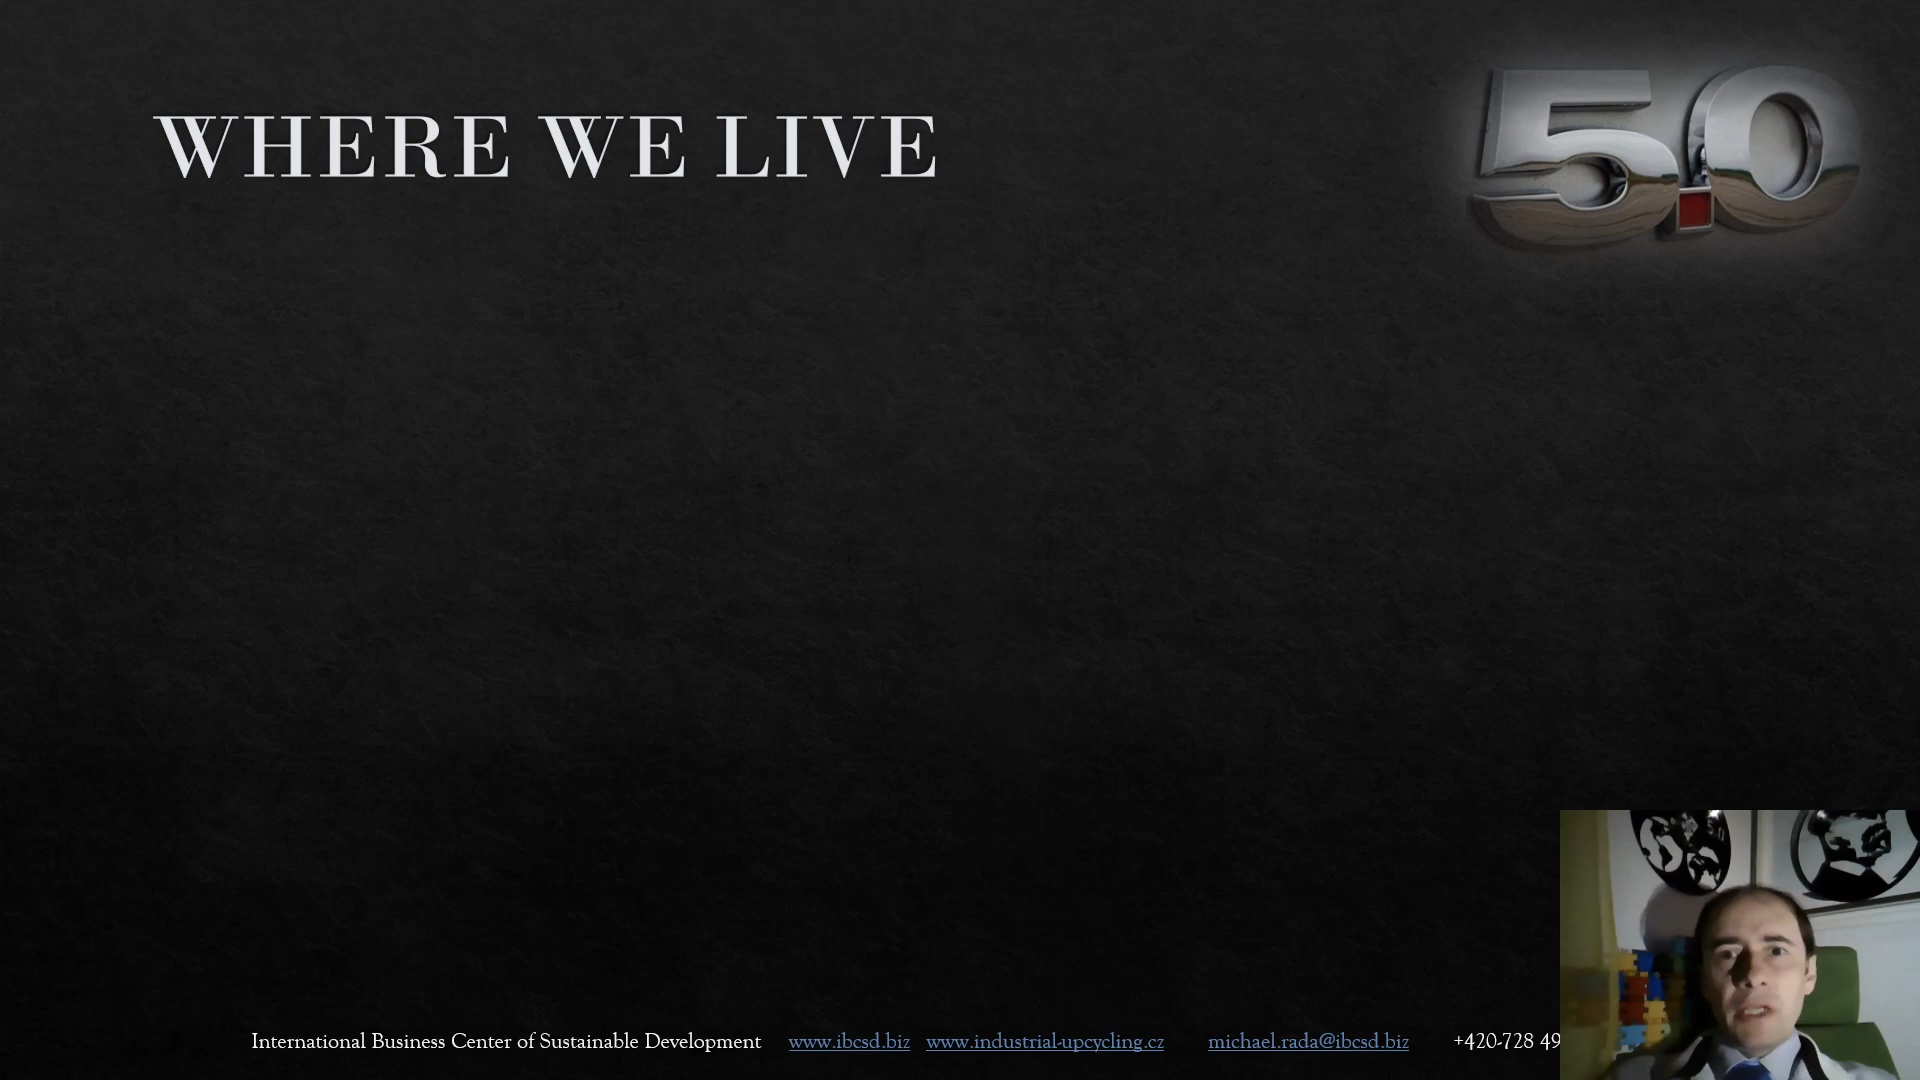 WHERE WE LIVE
5.0
International Business Center of Sustainable Development www.ibcsd.biz www.industrial-upcycling.cz michael.rada@ibcsd.biz +420-728 49